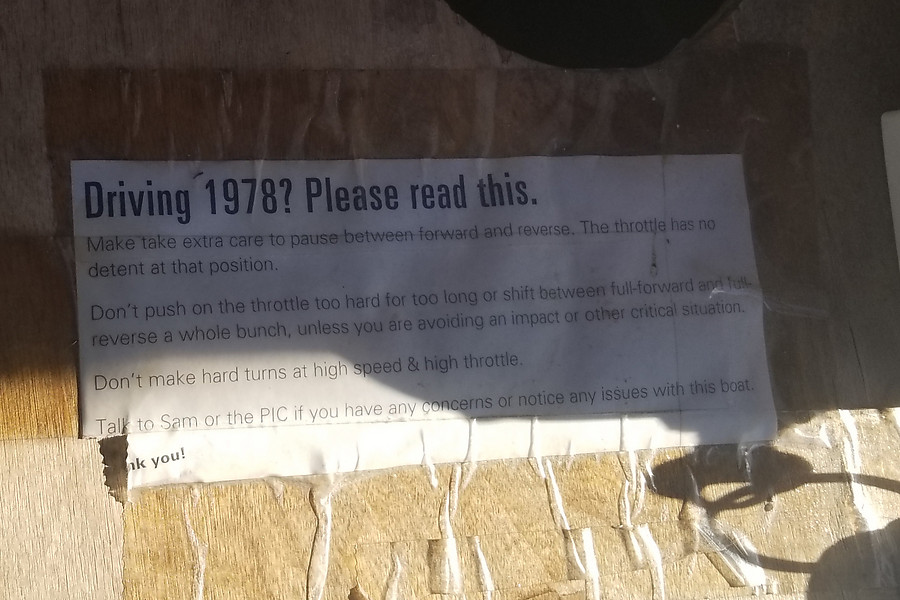 Driving 1978? Please read this.
Make take extra care to pause between forward and reverse. The throttle has no
detent at that position.
Don't push on the throttle too hard for too long or shift between full-forward and full-
reverse a whole bunch, unless you are avoiding an impact or other critical situation.
Don't make hard turns at high speed & high throttle.
Talk to Sam or the PIC if you have any concerns or notice any issues with this boat.
nk you!